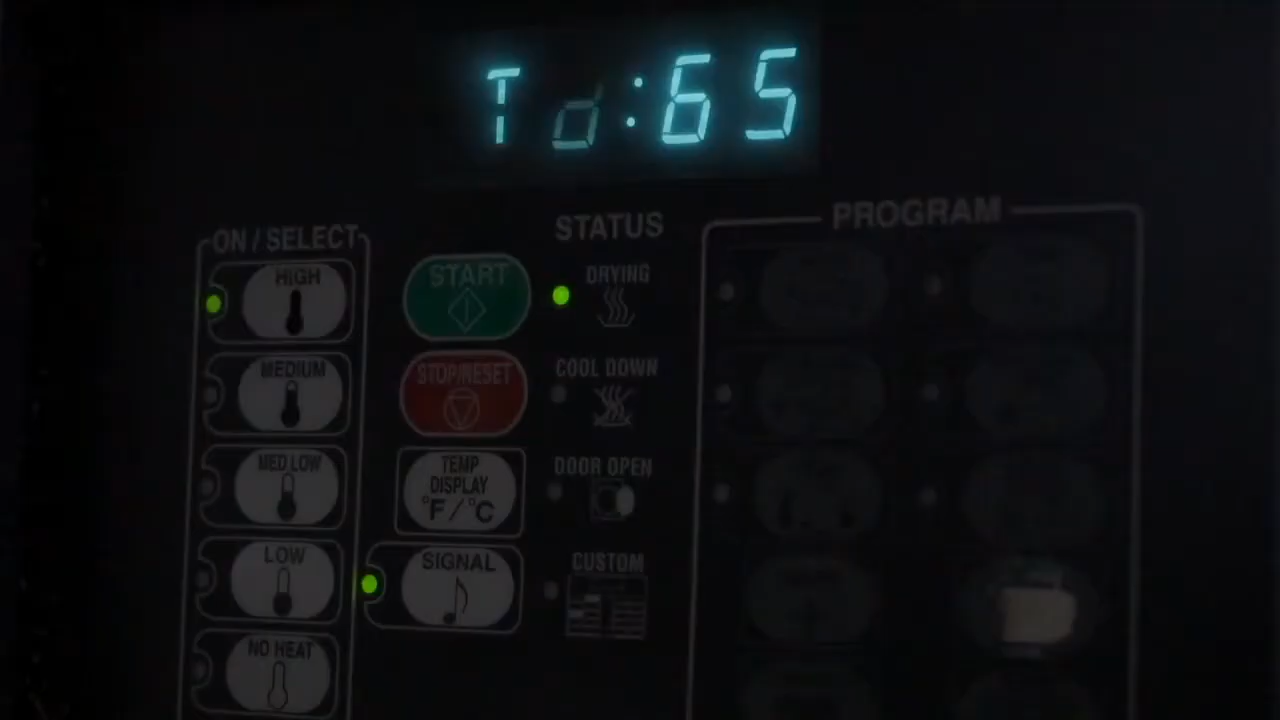 T d:65
ON / SELECT
STATUS
PROGRAM
HIGH
START
DRYING
MEDIUM
STOP/RESET
COOL DOWN
MED LOW
TEMP
DISPLAY
°F/°C
DOOR OPEN
LOW
SIGNAL
CUSTOM
NO HEAT